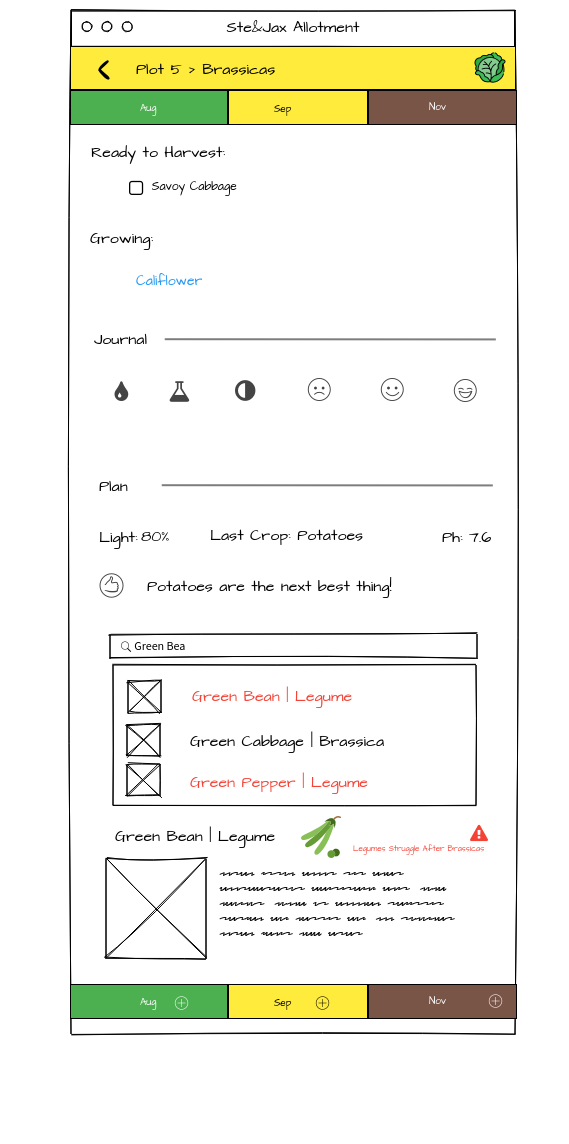 Ste&Jax Allotment
Plot 5 > Brassicas
Aug Sep Nov
Ready to Harvest:
Savoy Cabbage
Growing:
Califlower
Journal
Plan
Light: 80% Last Crop: Potatoes Ph: 7.6
Potatoes are the next best thing!
Green Bea
Green Bean | Legume
Green Cabbage | Brassica
Green Pepper | Legume
Green Bean | Legume
Legumes Struggle After Brassicas
Aug Sep Nov